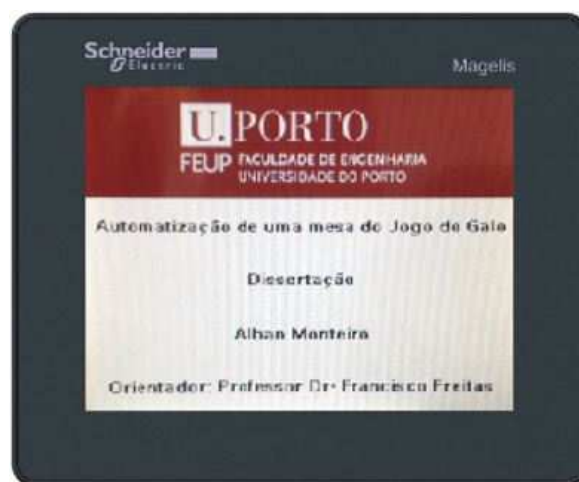 Schneider
Electric
Magelis
U. PORTO
FEUP FACULDADE DE ENGENHARIA
UNIVERSIDADE DO PORTO
Automatização de uma mesa do Jogo do Galo
Dissertação
Alhan Monteiro
Orientador: Professor Dr. Francisco Freitas